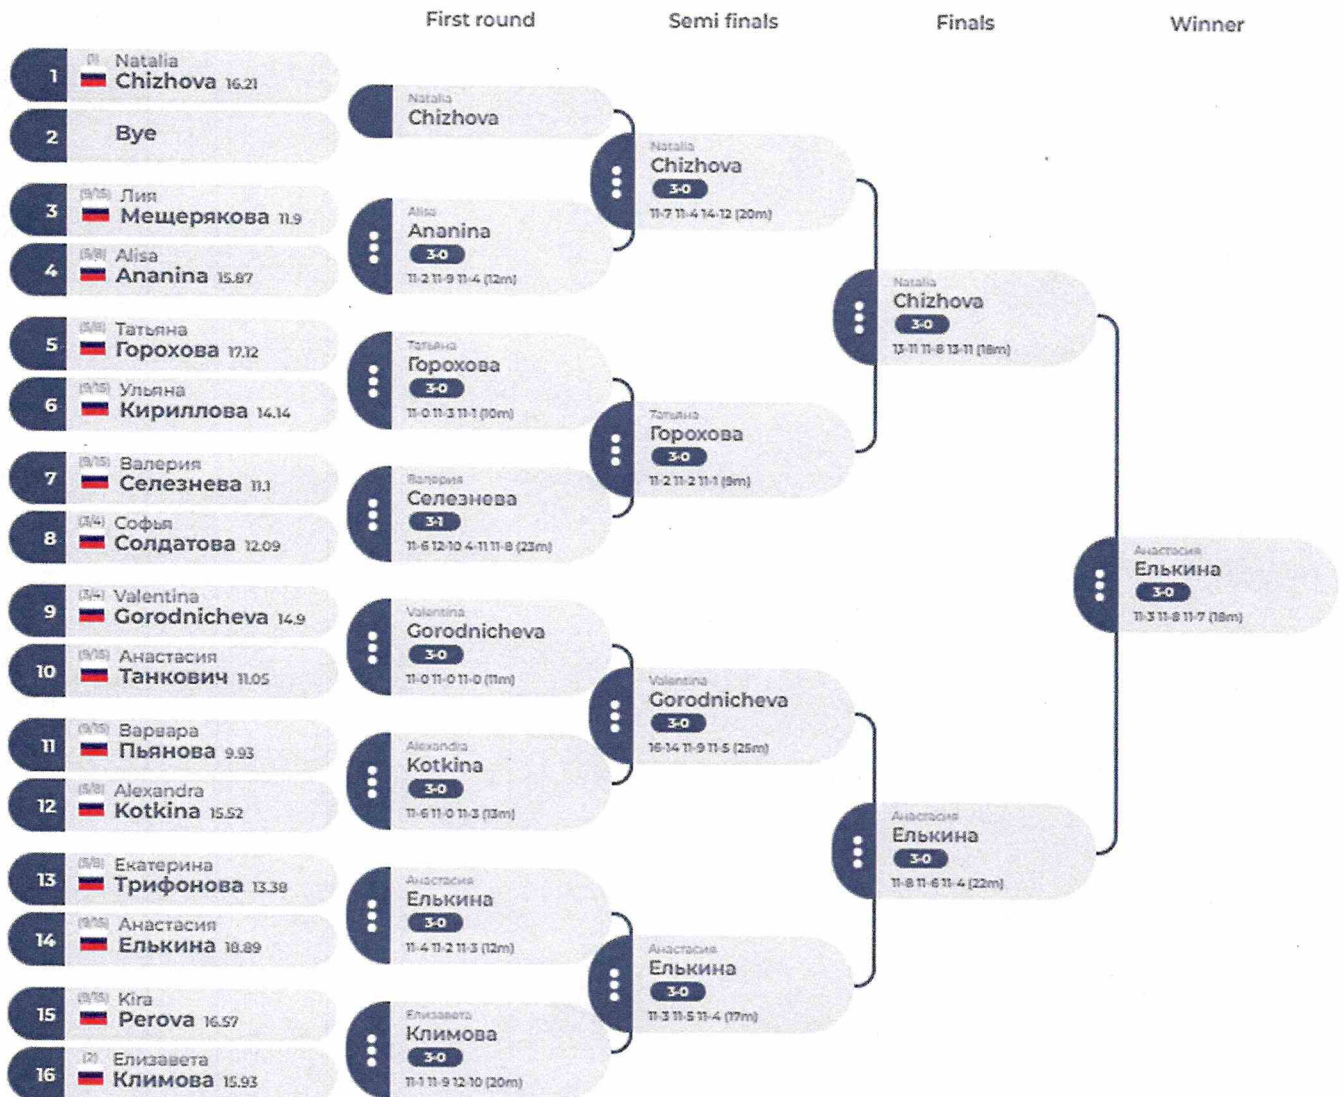 First round
Semi finals
Finals
Winner
1
(1) Natalia
Chizhova 16.21
2
Bye
3
(9/15) Лия
Мещерякова 11.9
4
(5/8) Alisa
Ananina 15.87
5
(5/8) Татьяна
Горохова 17.12
6
(9/15) Ульяна
Кириллова 14.14
7
(9/15) Валерия
Селезнева 11.1
8
(3/4) Софья
Солдатова 12.09
9
(3/4) Valentina
Gorodnicheva 14.9
10
(9/15) Анастасия
Танкович 11.05
11
(9/15) Варвара
Пьянова 9.93
12
(5/8) Alexandra
Kotkina 15.52
13
(5/8) Екатерина
Трифонова 13.38
14
(9/15) Анастасия
Елькина 18.89
15
(9/15) Kira
Perova 16.57
16
(2) Елизавета
Климова 15.93
Natalia
Chizhova
Alisa
Ananina
3-0
11-2 11-9 11-4 (12m)
Татьяна
Горохова
3-0
11-0 11-3 11-1 (10m)
Валерия
Селезнева
3-1
11-6 12-10 4-11 11-8 (23m)
Valentina
Gorodnicheva
3-0
11-0 11-0 11-0 (11m)
Alexandra
Kotkina
3-0
11-6 11-0 11-3 (13m)
Анастасия
Елькина
3-0
11-4 11-2 11-3 (12m)
Елизавета
Климова
3-0
11-1 11-9 12-10 (20m)
Natalia
Chizhova
3-0
11-7 11-4 14-12 (20m)
Татьяна
Горохова
3-0
11-2 11-2 11-1 (9m)
Valentina
Gorodnicheva
3-0
16-14 11-9 11-5 (25m)
Анастасия
Елькина
3-0
11-3 11-5 11-4 (17m)
Natalia
Chizhova
3-0
13-11 11-8 13-11 (18m)
Анастасия
Елькина
3-0
11-8 11-6 11-4 (22m)
Анастасия
Елькина
3-0
11-3 11-8 11-7 (18m)